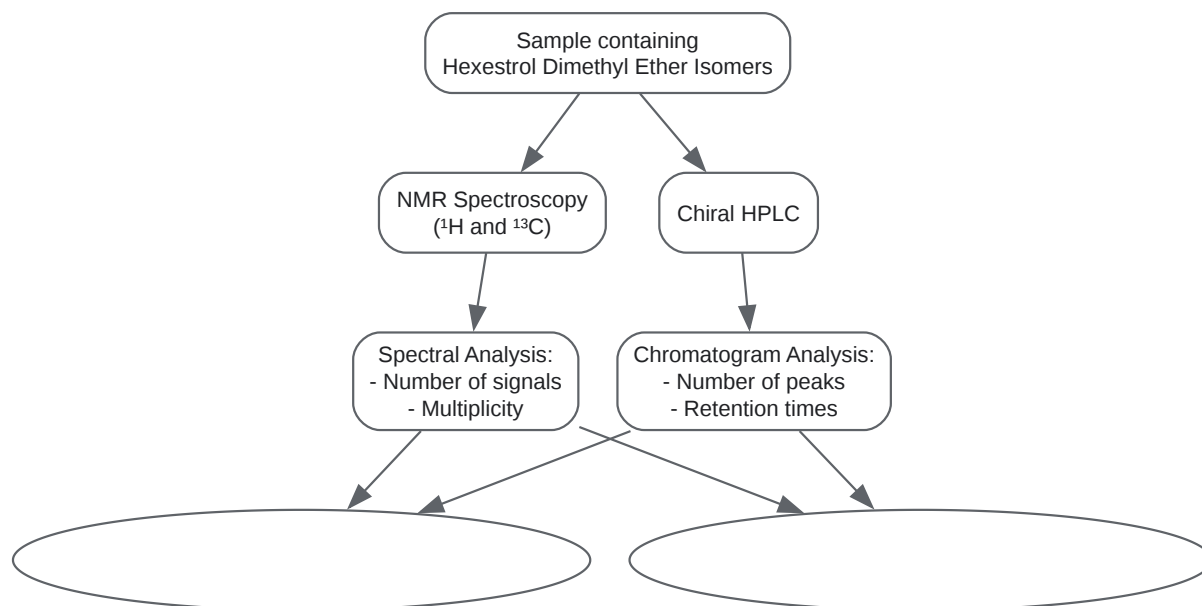 Sample containing
Hexestrol Dimethyl Ether Isomers
NMR Spectroscopy
(¹H and ¹³C)
Chiral HPLC
Spectral Analysis:
- Number of signals
- Multiplicity
Chromatogram Analysis:
- Number of peaks
- Retention times